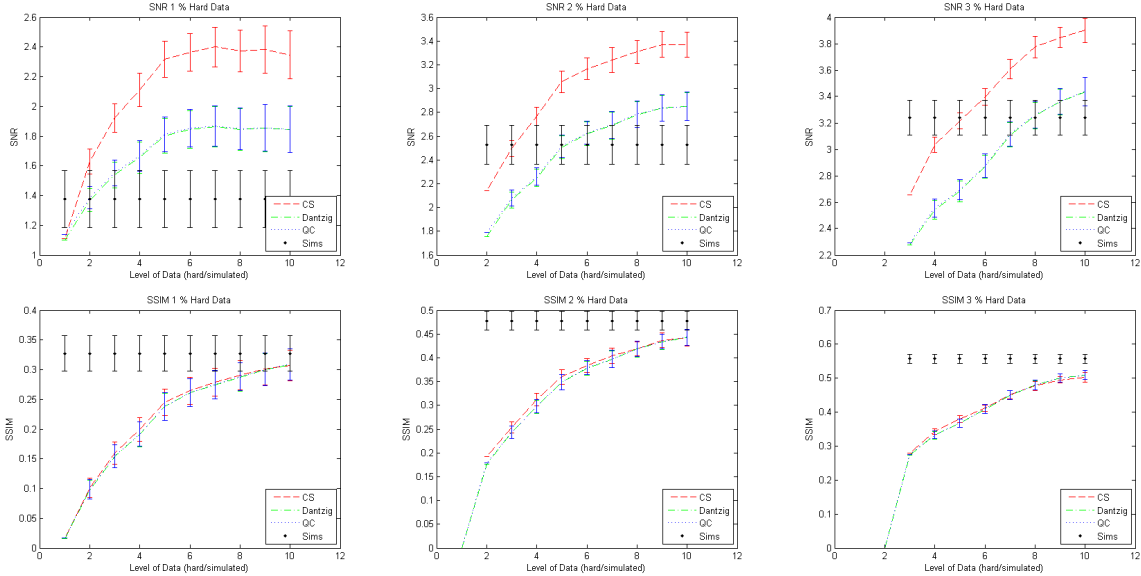 SNR 1 % Hard Data
2.6
2.4
2.2
2
1.8
1.6
1.4
1.2
1
SNR
0 2 4 6 8 10 12
Level of Data (hard/simulated)
CS
Dantzig
QC
Sims
SNR 2 % Hard Data
3.6
3.4
3.2
3
2.8
2.6
2.4
2.2
2
1.8
1.6
SNR
0 2 4 6 8 10 12
Level of Data (hard/simulated)
CS
Dantzig
QC
Sims
SNR 3 % Hard Data
4
3.8
3.6
3.4
3.2
3
2.8
2.6
2.4
2.2
SNR
0 2 4 6 8 10 12
Level of Data (hard/simulated)
CS
Dantzig
QC
Sims
SSIM 1 % Hard Data
0.4
0.35
0.3
0.25
0.2
0.15
0.1
0.05
0
SSIM
0 2 4 6 8 10 12
Level of Data (hard/simulated)
CS
Dantzig
QC
Sims
SSIM 2 % Hard Data
0.5
0.45
0.4
0.35
0.3
0.25
0.2
0.15
0.1
0.05
0
SSIM
0 2 4 6 8 10 12
Level of Data (hard/simulated)
CS
Dantzig
QC
Sims
SSIM 3 % Hard Data
0.7
0.6
0.5
0.4
0.3
0.2
0.1
0
SSIM
0 2 4 6 8 10 12
Level of Data (hard/simulated)
CS
Dantzig
QC
Sims